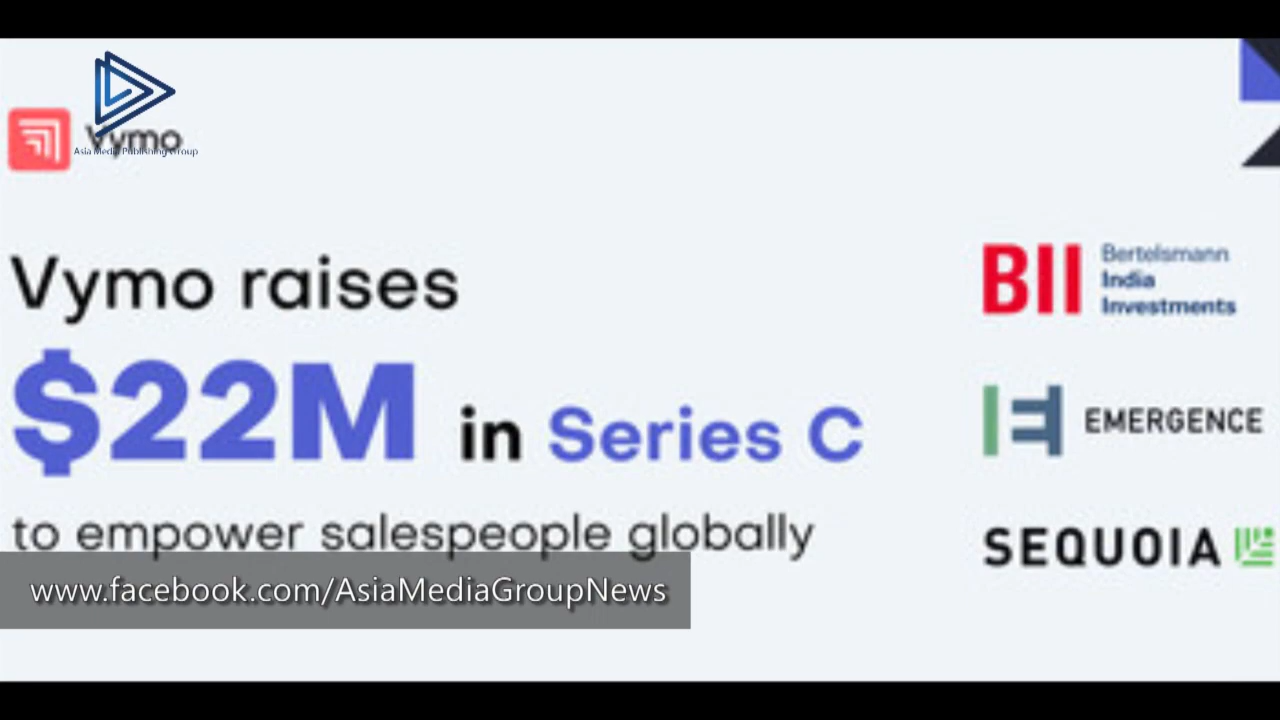 Vymo
Asia Media Publishing Group
Vymo raises
$22M in Series C
to empower salespeople globally
BII Bertelsmann
India
Investments
EMERGENCE
SEQUOIA
www.facebook.com/AsiaMediaGroupNews